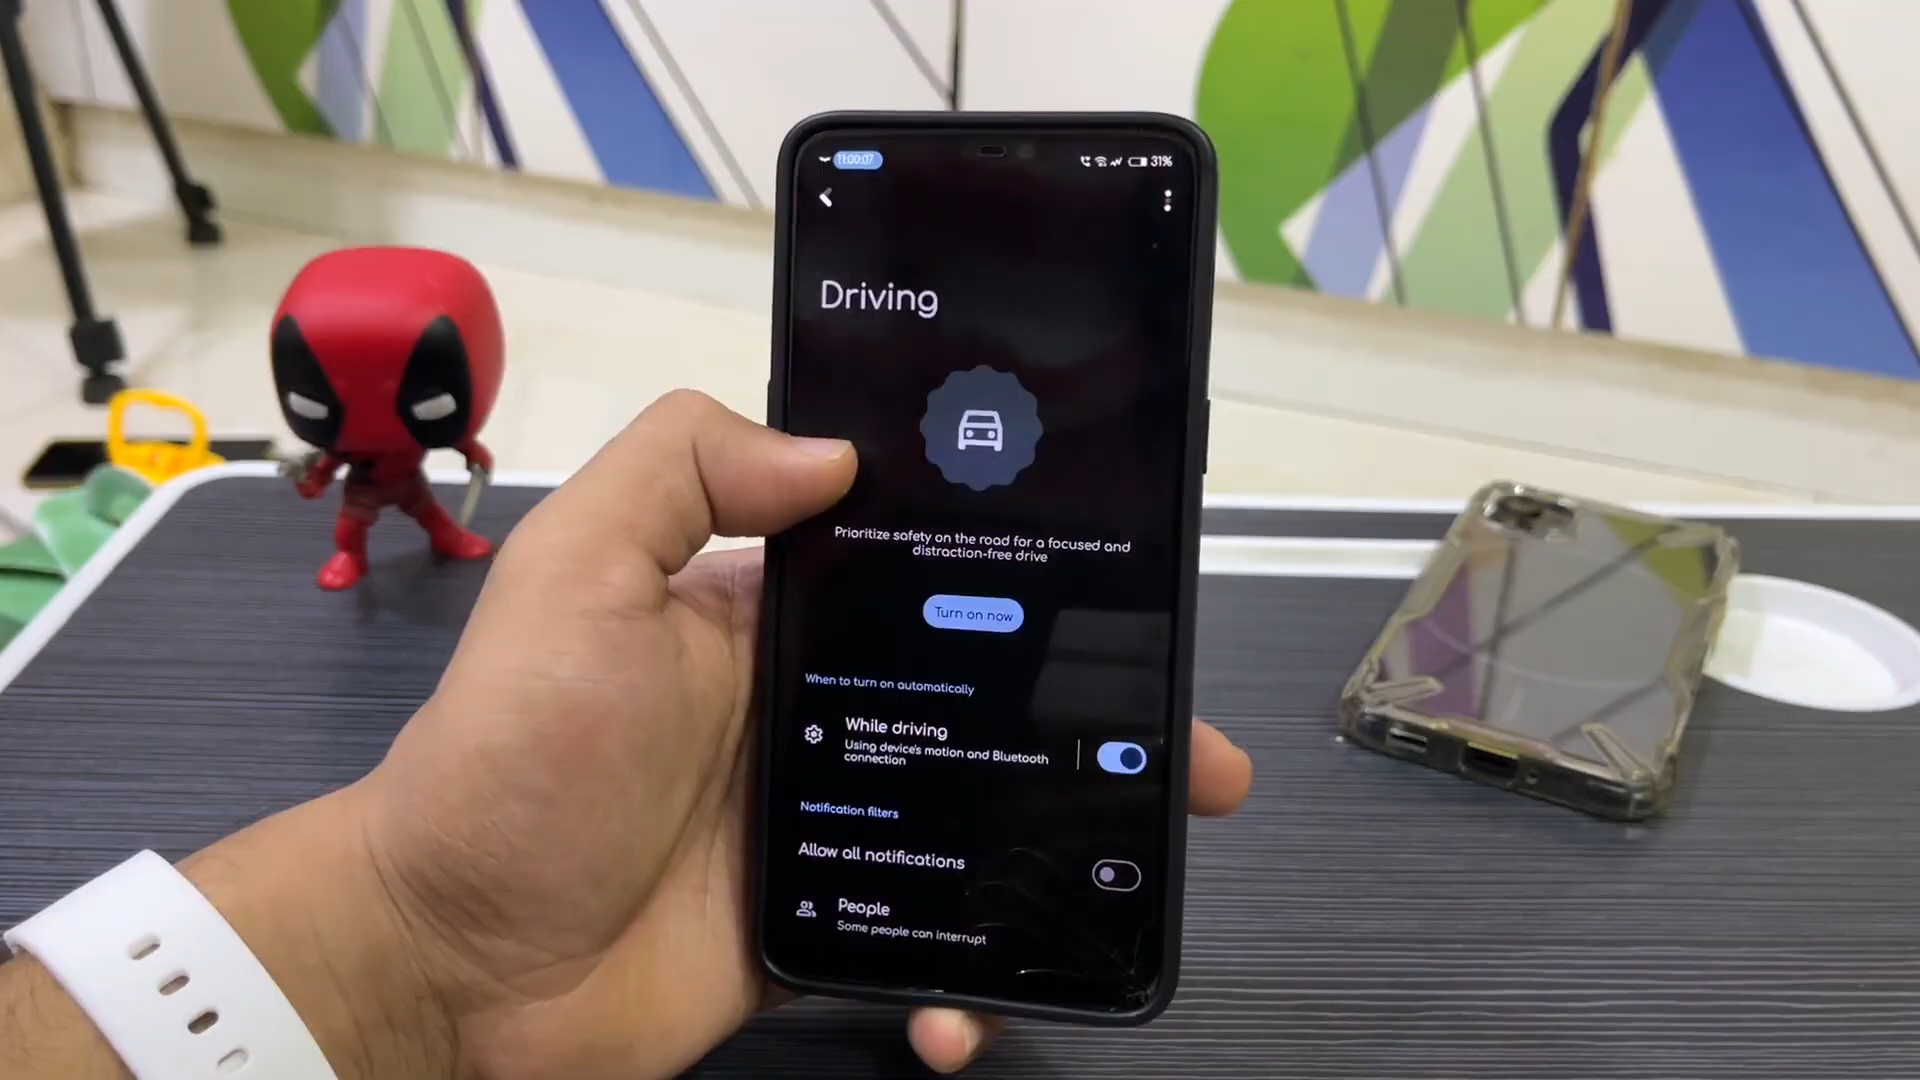 11:00:07
31%
Driving
Prioritize safety on the road for a focused and
distraction-free drive
Turn on now
When to turn on automatically
While driving
Using device's motion and Bluetooth
connection
Notification filters
Allow all notifications
People
Some people can interrupt